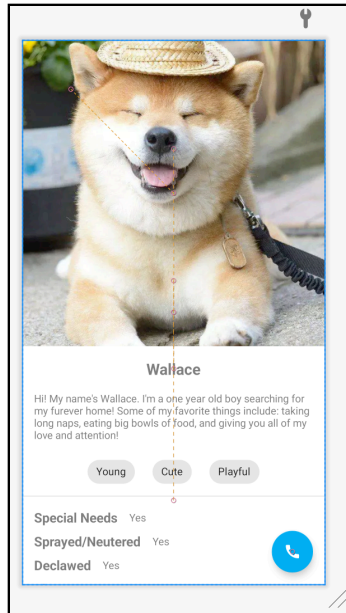 Wallace
Hi! My name's Wallace. I'm a one year old boy searching for
my furever home! Some of my favorite things include: taking
long naps, eating big bowls of food, and giving you all of my
love and attention!
Young Cute Playful
Special Needs Yes
Sprayed/Neutered Yes
Declawed Yes